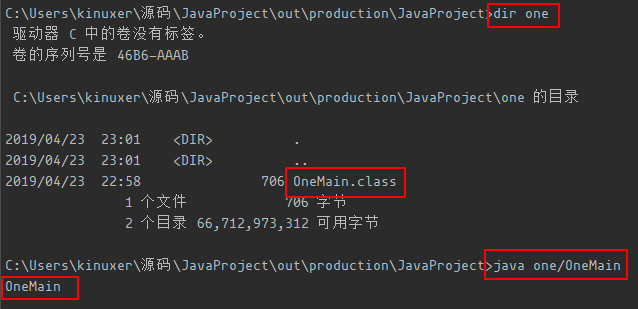 C:\Users\kinuxer\源码\JavaProject\out\production\JavaProject>dir one
驱动器 C 中的卷没有标签。
卷的序列号是 46B6-AAAB
C:\Users\kinuxer\源码\JavaProject\out\production\JavaProject\one 的目录
2019/04/23  23:01    <DIR>          .
2019/04/23  23:01    <DIR>          ..
2019/04/23  22:58               706 OneMain.class
1 个文件            706 字节
2 个目录 66,712,973,312 可用字节
C:\Users\kinuxer\源码\JavaProject\out\production\JavaProject>java one/OneMain
OneMain